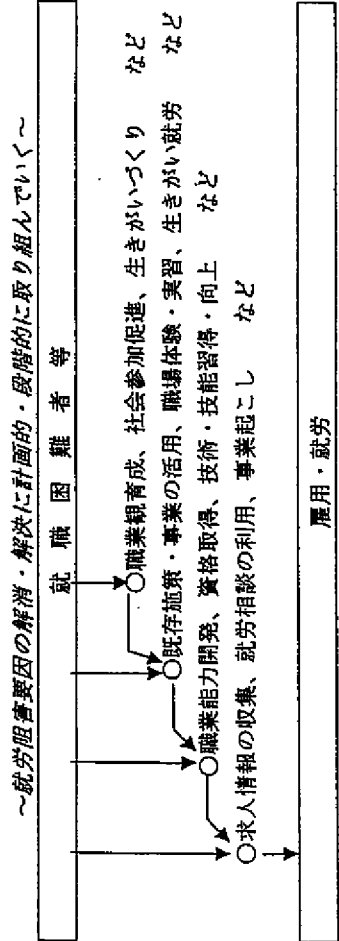 ～就労阻害要因の解消・解決に計画的・段階的に取り組んでいく～
就職困難者等
○職業観育成、社会参加促進、生きがいづくり　など
○既存施策・事業の活用、職場体験・実習、生きがい就労　など
○職業能力開発、資格取得、技術・技能習得・向上　など
○求人情報の収集、就労相談の利用、事業起こし　など
雇用・就労